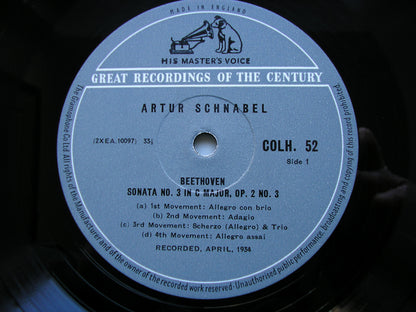 MADE IN ENGLAND
HIS MASTER'S VOICE
GREAT RECORDINGS OF THE CENTURY
ARTUR SCHNABEL
(2XEA.10097) 33⅓
COLH. 52
Side 1
BEETHOVEN
SONATA NO. 3 IN C MAJOR, OP. 2 NO. 3
(a) 1st Movement: Allegro con brio
(b) 2nd Movement: Adagio
(c) 3rd Movement: Scherzo (Allegro) & Trio
(d) 4th Movement: Allegro assai
RECORDED, APRIL, 1934
The Gramophone Co Ltd All rights of the Manufacturer and of the owner of the recorded work reserved·Unauthorised public performance, broadcasting and copying of this record prohibited